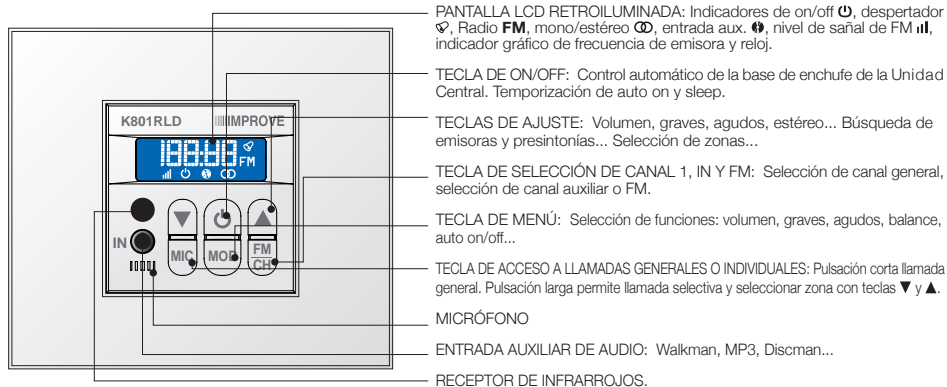 PANTALLA LCD RETROILUMINADA: Indicadores de on/off ⏻, despertador
, Radio FM, mono/estéreo , entrada aux. , nivel de señal de FM ,
indicador gráfico de frecuencia de emisora y reloj.
TECLA DE ON/OFF: Control automático de la base de enchufe de la Unidad
Central. Temporización de auto on y sleep.
TECLAS DE AJUSTE: Volumen, graves, agudos, estéreo... Búsqueda de
emisoras y presintonías... Selección de zonas...
TECLA DE SELECCIÓN DE CANAL 1, IN Y FM: Selección de canal general,
selección de canal auxiliar o FM.
TECLA DE MENÚ: Selección de funciones: volumen, graves, agudos, balance,
auto on/off...
TECLA DE ACCESO A LLAMADAS GENERALES O INDIVIDUALES: Pulsación corta llamada
general. Pulsación larga permite llamada selectiva y seleccionar zona con teclas ▼ y ▲.
MICRÓFONO
ENTRADA AUXILIAR DE AUDIO: Walkman, MP3, Discman...
RECEPTOR DE INFRARROJOS.
K801RLD IMPROVE
188:88 FM
IN
MIC MOD FM
CH